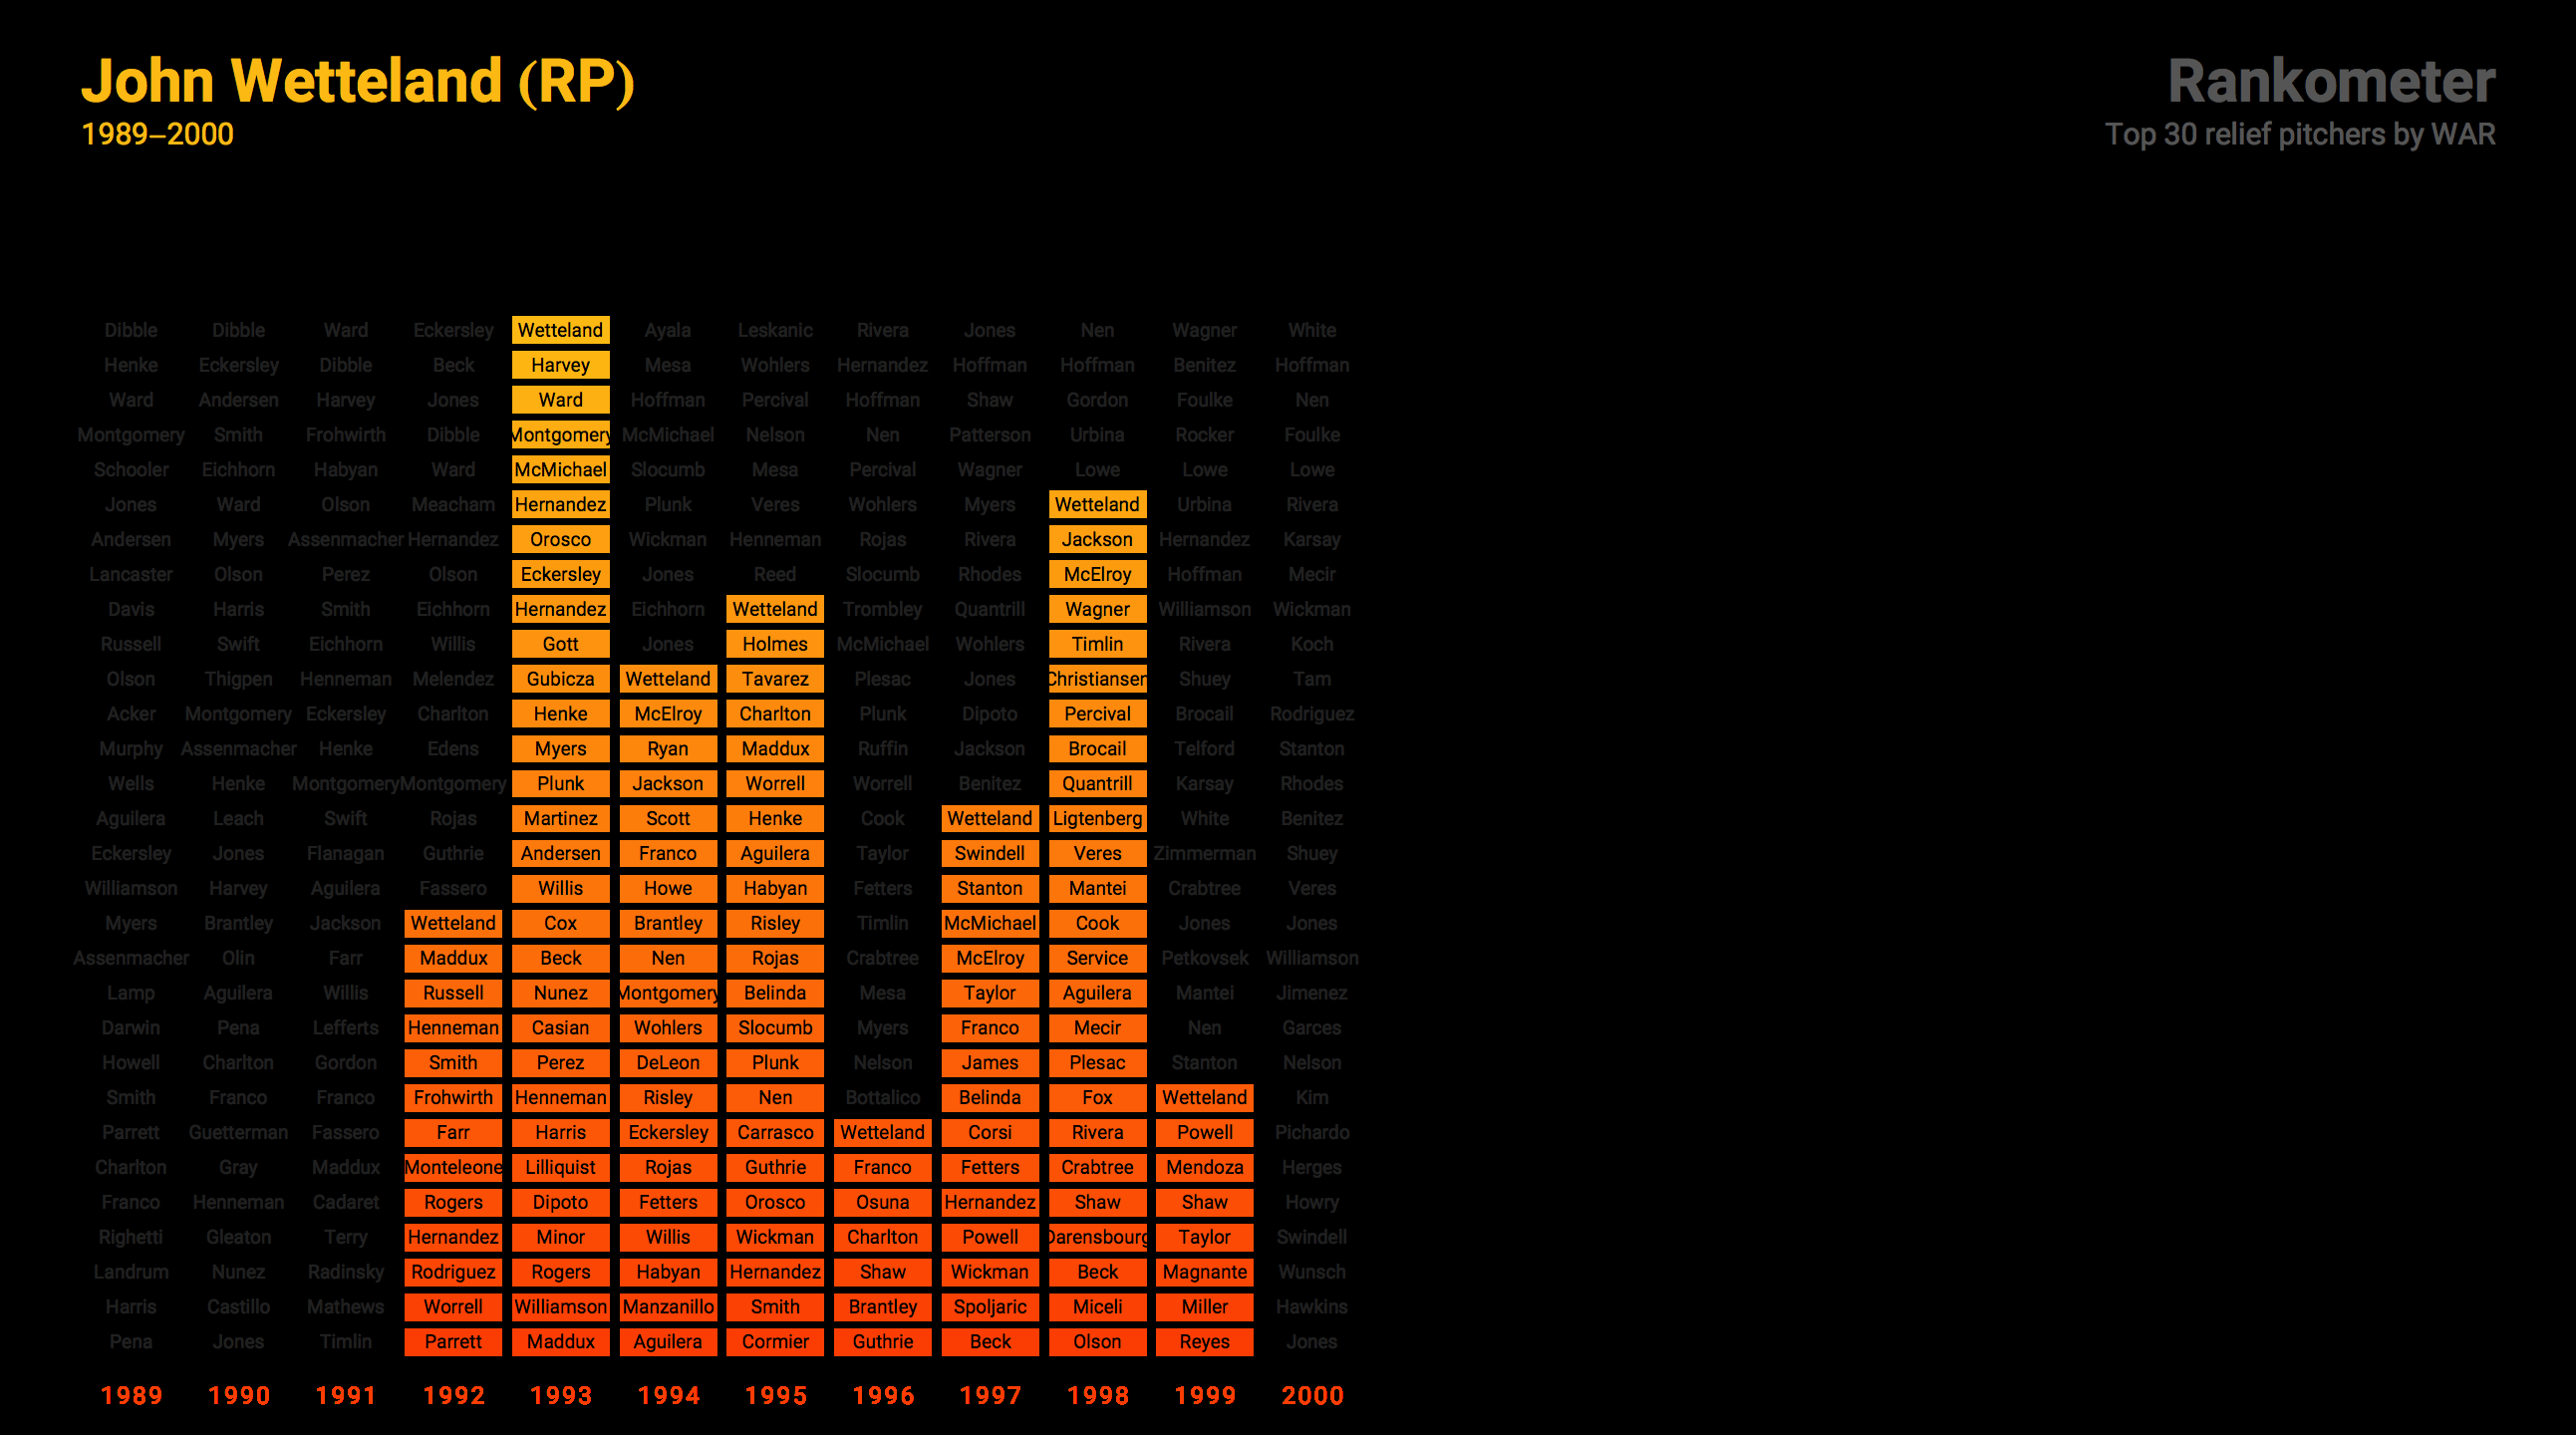 John Wetteland (RP)
1989–2000
Rankometer
Top 30 relief pitchers by WAR
Dibble Dibble Ward Eckersley Wetteland Ayala Leskanic Rivera Jones Nen Wagner White
Henke Eckersley Dibble Beck Harvey Mesa Wohlers Hernandez Hoffman Hoffman Benitez Hoffman
Ward Andersen Harvey Jones Ward Hoffman Percival Hoffman Shaw Gordon Foulke Nen
Montgomery Smith Frohwirth Dibble Montgomery McMichael Nelson Nen Patterson Urbina Rocker Foulke
Schooler Eichhorn Habyan Ward McMichael Slocumb Mesa Percival Wagner Lowe Lowe Lowe
Jones Ward Olson Meacham Hernandez Plunk Veres Wohlers Myers Wetteland Urbina Rivera
Andersen Myers Assenmacher Hernandez Orosco Wickman Henneman Rojas Rivera Jackson Hernandez Karsay
Lancaster Olson Perez Olson Eckersley Jones Reed Slocumb Rhodes McElroy Hoffman Mecir
Davis Harris Smith Eichhorn Hernandez Eichhorn Wetteland Trombley Quantrill Wagner Williamson Wickman
Russell Swift Eichhorn Willis Gott Jones Holmes McMichael Wohlers Timlin Rivera Koch
Olson Thigpen Henneman Melendez Gubicza Wetteland Tavarez Plesac Jones Christiansen Shuey Tam
Acker Montgomery Eckersley Charlton Henke McElroy Charlton Plunk Dipoto Percival Brocail Rodriguez
Murphy Assenmacher Henke Edens Myers Ryan Maddux Ruffin Jackson Brocail Telford Stanton
Wells Henke Montgomery Montgomery Plunk Jackson Worrell Worrell Benitez Quantrill Karsay Rhodes
Aguilera Leach Swift Rojas Martinez Scott Henke Cook Wetteland Ligtenberg White Benitez
Eckersley Jones Flanagan Guthrie Andersen Franco Aguilera Taylor Swindell Veres Zimmerman Shuey
Williamson Harvey Aguilera Fassero Willis Howe Habyan Fetters Stanton Mantei Crabtree Veres
Myers Brantley Jackson Wetteland Cox Brantley Risley Timlin McMichael Cook Jones Jones
Assenmacher Olin Farr Maddux Beck Nen Rojas Crabtree McElroy Service Petkovsek Williamson
Lamp Aguilera Willis Russell Nunez Montgomery Belinda Mesa Taylor Aguilera Mantei Jimenez
Darwin Pena Lefferts Henneman Casian Wohlers Slocumb Myers Franco Mecir Nen Garces
Howell Charlton Gordon Smith Perez DeLeon Plunk Nelson James Plesac Stanton Nelson
Smith Franco Franco Frohwirth Henneman Risley Nen Bottalico Belinda Fox Wetteland Kim
Parrett Guetterman Fassero Farr Harris Eckersley Carrasco Wetteland Corsi Rivera Powell Pichardo
Charlton Gray Maddux Monteleone Lilliquist Rojas Guthrie Franco Fetters Crabtree Mendoza Herges
Franco Henneman Cadaret Rogers Dipoto Fetters Orosco Osuna Hernandez Shaw Shaw Howry
Righetti Gleaton Terry Hernandez Minor Willis Wickman Charlton Powell Darensbourg Taylor Swindell
Landrum Nunez Radinsky Rodriguez Rogers Habyan Hernandez Shaw Wickman Beck Magnante Wunsch
Harris Castillo Mathews Worrell Williamson Manzanillo Smith Brantley Spoljaric Miceli Miller Hawkins
Pena Jones Timlin Parrett Maddux Aguilera Cormier Guthrie Beck Olson Reyes Jones
1989 1990 1991 1992 1993 1994 1995 1996 1997 1998 1999 2000